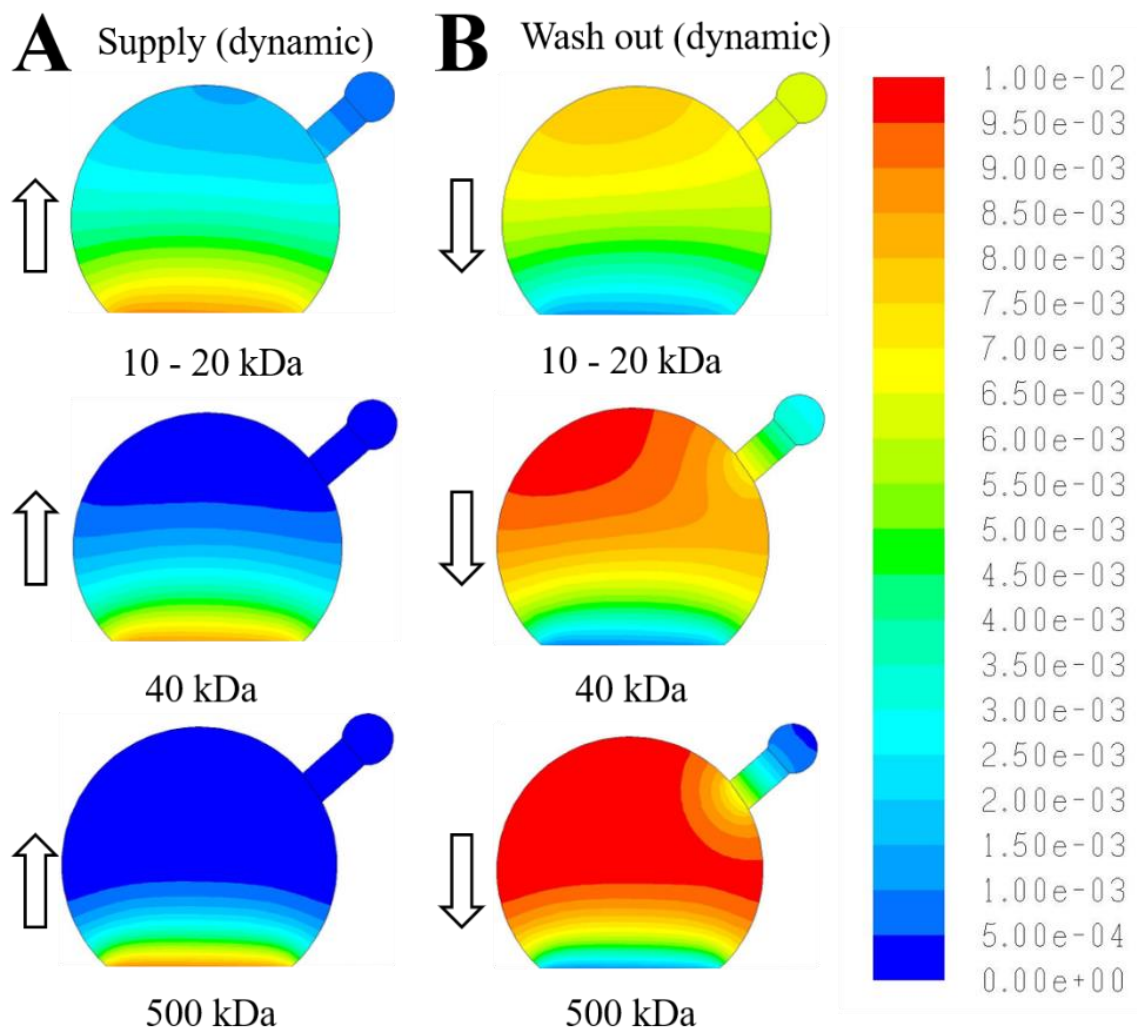 A Supply (dynamic)
B Wash out (dynamic)
10 - 20 kDa
10 - 20 kDa
40 kDa
40 kDa
500 kDa
500 kDa
1.00e-02
9.50e-03
9.00e-03
8.50e-03
8.00e-03
7.50e-03
7.00e-03
6.50e-03
6.00e-03
5.50e-03
5.00e-03
4.50e-03
4.00e-03
3.50e-03
3.00e-03
2.50e-03
2.00e-03
1.50e-03
1.00e-03
5.00e-04
0.00e+00